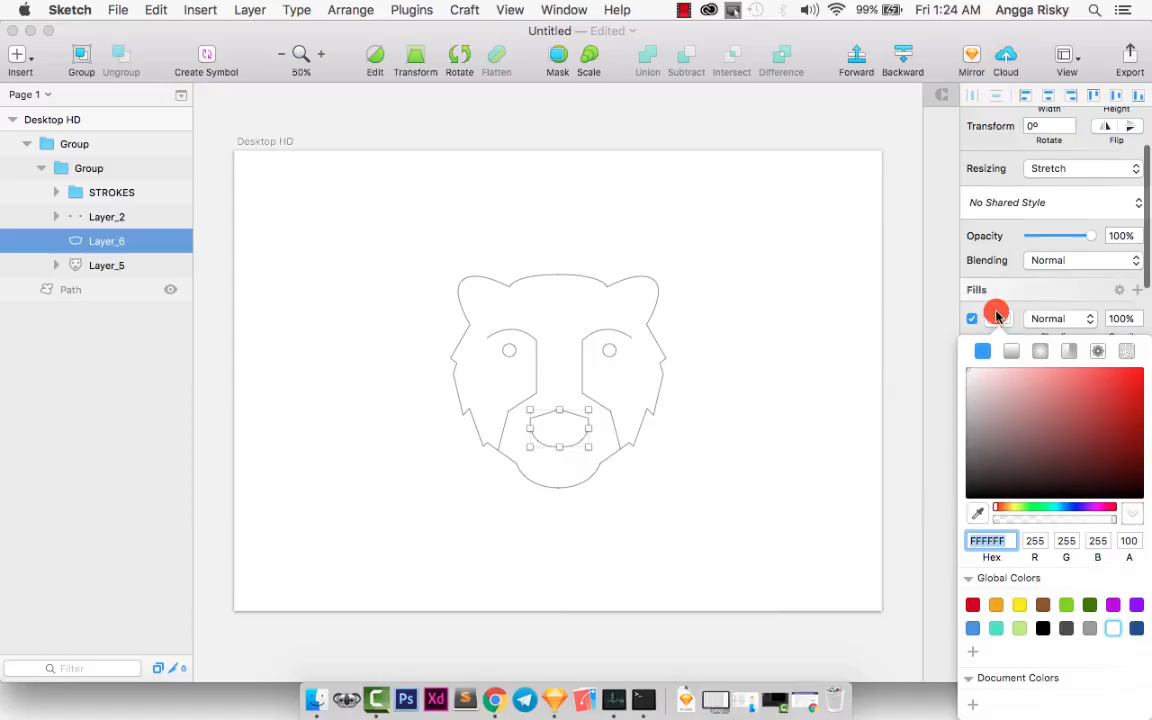 Sketch File Edit Insert Layer Type Arrange Plugins Craft View Window Help 99% Fri 1:24 AM Angga Risky
Untitled — Edited
Insert Group Ungroup Create Symbol 50% Edit Transform Rotate Flatten Mask Scale Union Subtract Intersect Difference Forward Backward Mirror Cloud View Export
Page 1
Desktop HD
Group
Group
STROKES
Layer_2
Layer_6
Layer_5
Path
Filter
0
Desktop HD
Width Height
Transform 0º
Rotate Flip
Resizing Stretch
No Shared Style
Opacity 100%
Blending Normal
Fills
Normal 100%
FFFFFF 255 255 255 100
Hex R G B A
Global Colors
Document Colors
Ps Xd S